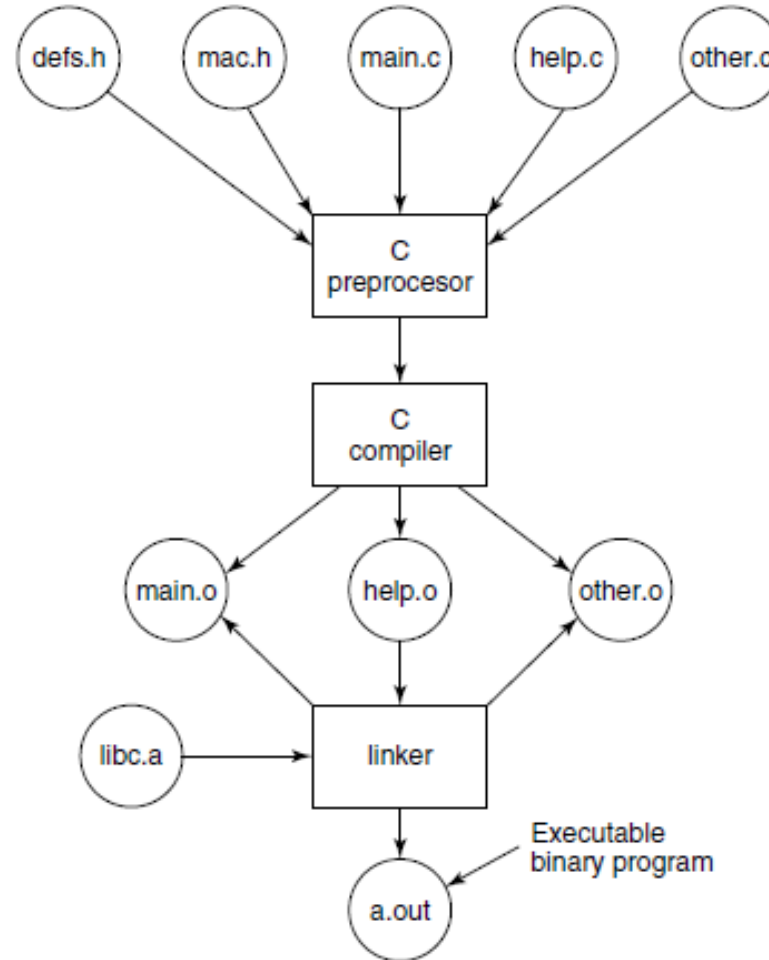 defs.h
mac.h
main.c
help.c
other.c
C
preprocesor
C
compiler
main.o
help.o
other.o
libc.a
linker
Executable
binary program
a.out